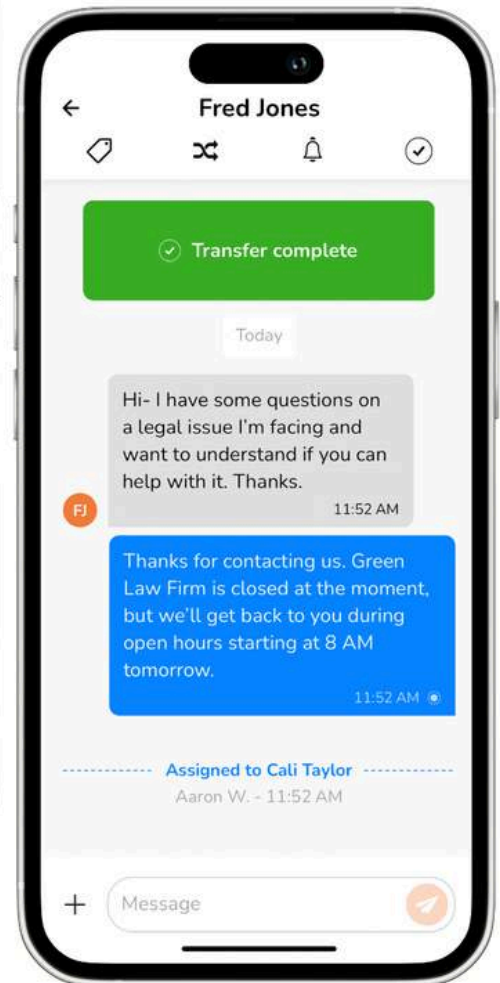 Fred Jones
Transfer complete
Today
Hi- I have some questions on
a legal issue I'm facing and
want to understand if you can
help with it. Thanks.
11:52 AM
FJ
Thanks for contacting us. Green
Law Firm is closed at the moment,
but we'll get back to you during
open hours starting at 8 AM
tomorrow.
11:52 AM
Assigned to Cali Taylor
Aaron W. - 11:52 AM
Message